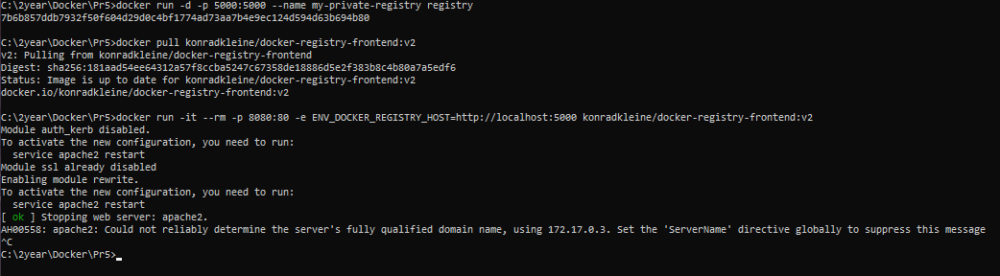 C:\2year\Docker\Pr5>docker run -d -p 5000:5000 --name my-private-registry registry
7b6b857ddb7932f50f604d29d0c4bf1774ad73aa7b4e9ec124d594d63b694b80
C:\2year\Docker\Pr5>docker pull konradkleine/docker-registry-frontend:v2
v2: Pulling from konradkleine/docker-registry-frontend
Digest: sha256:181aad54ee64312a57f8ccba5247c67358de18886d5e2f383b8c4b80a7a5edf6
Status: Image is up to date for konradkleine/docker-registry-frontend:v2
docker.io/konradkleine/docker-registry-frontend:v2
C:\2year\Docker\Pr5>docker run -it --rm -p 8080:80 -e ENV_DOCKER_REGISTRY_HOST=http://localhost:5000 konradkleine/docker-registry-frontend:v2
Module auth_kerb disabled.
To activate the new configuration, you need to run:
  service apache2 restart
Module ssl already disabled
Enabling module rewrite.
To activate the new configuration, you need to run:
  service apache2 restart
[ ok ] Stopping web server: apache2.
AH00558: apache2: Could not reliably determine the server's fully qualified domain name, using 172.17.0.3. Set the 'ServerName' directive globally to suppress this message
^C
C:\2year\Docker\Pr5>